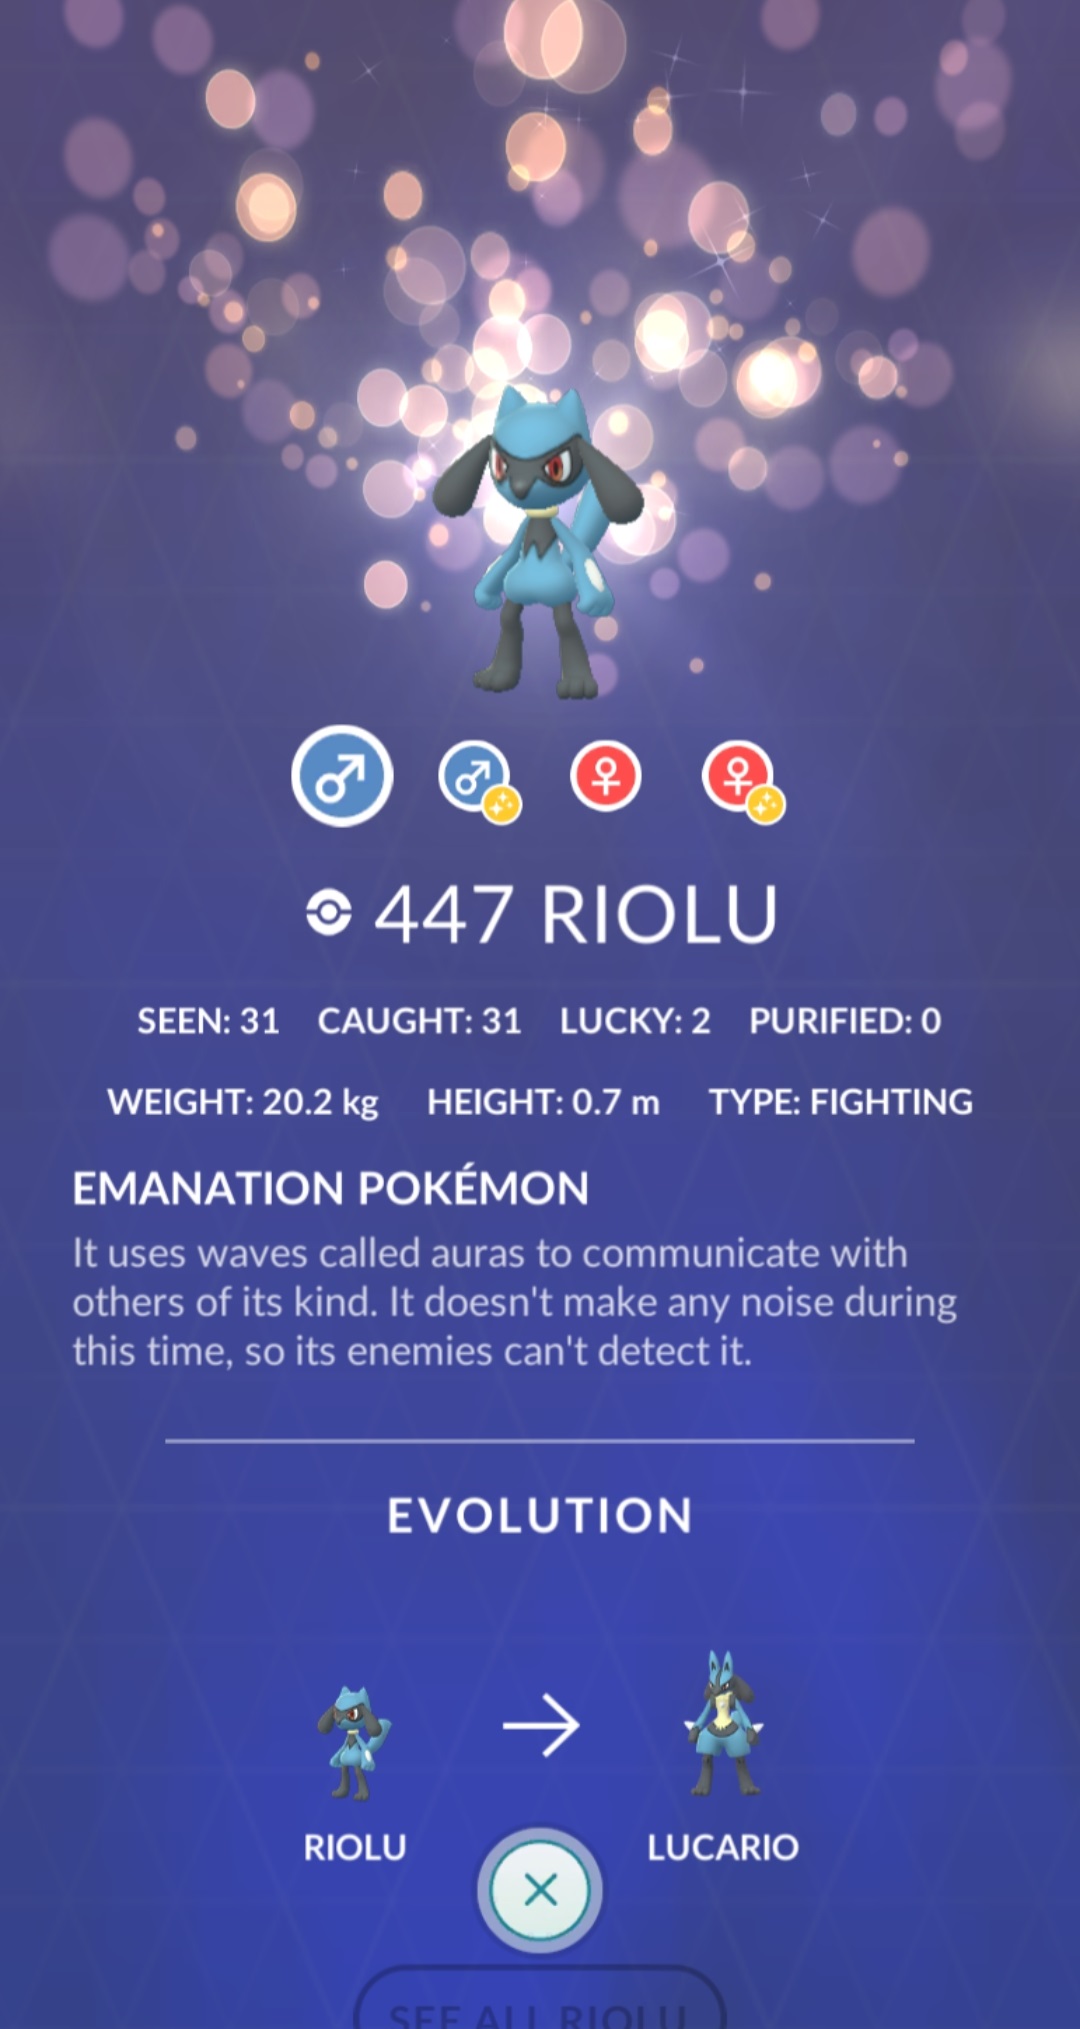 447 RIOLU
SEEN: 31 CAUGHT: 31 LUCKY: 2 PURIFIED: 0
WEIGHT: 20.2 kg HEIGHT: 0.7 m TYPE: FIGHTING
EMANATION POKÉMON
It uses waves called auras to communicate with
others of its kind. It doesn't make any noise during
this time, so its enemies can't detect it.
EVOLUTION
RIOLU LUCARIO
SEE ALL RIOLU